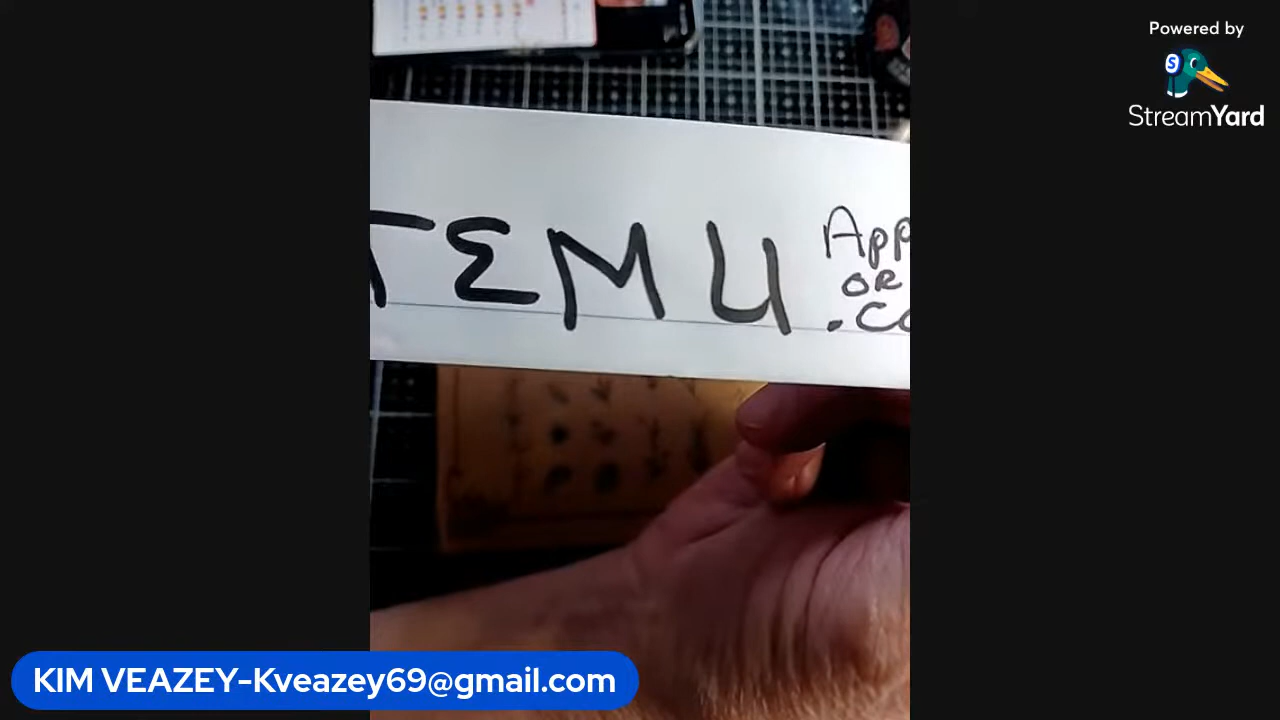 Powered by
StreamYard
TEMU
App
OR
.Co
KIM VEAZEY-Kveazey69@gmail.com